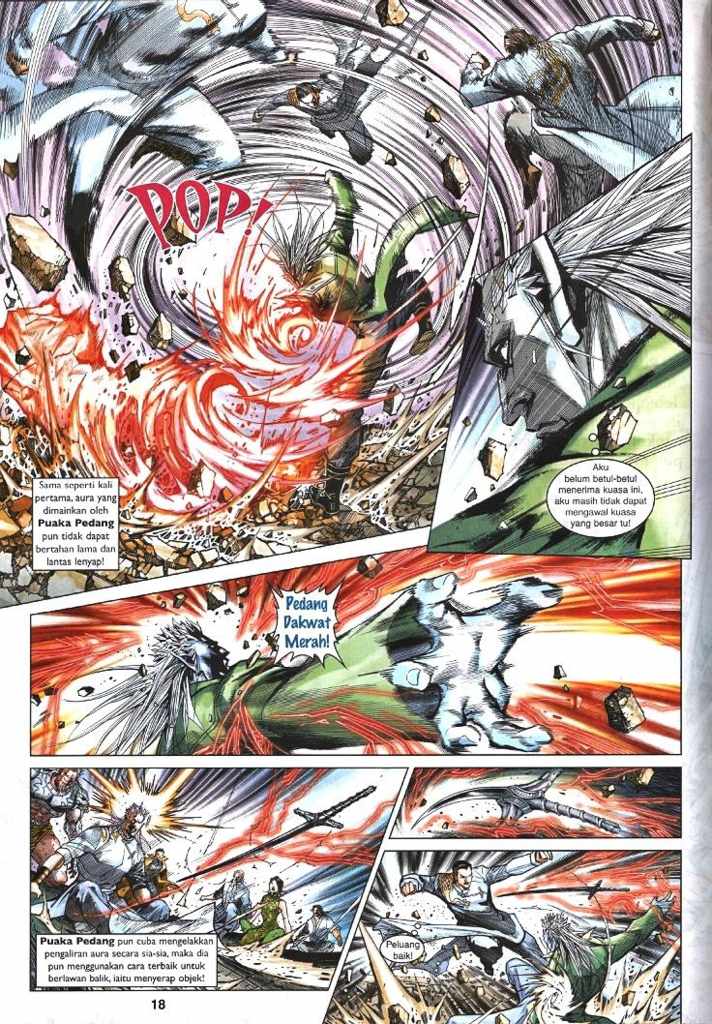 POP!
Sama seperti kali
pertama, aura yang
dimainkan oleh
Puaka Pedang
pun tidak dapat
bertahan lama dan
lantas lenyap!
Aku
belum betul-betul
menerima kuasa ini,
aku masih tidak dapat
mengawal kuasa
yang besar tu!
Pedang
Dakwat
Merah!
Puaka Pedang pun cuba mengelakkan
pengaliran aura secara sia-sia, maka dia
pun menggunakan cara terbaik untuk
berlawan balik, iaitu menyerap objek!
Peluang
baik!
18